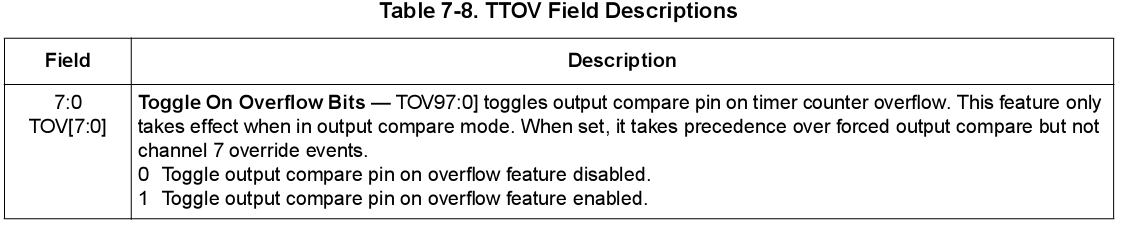 Table 7-8. TTOV Field Descriptions
Field Description
7:0
TOV[7:0]
Toggle On Overflow Bits — TOV97:0] toggles output compare pin on timer counter overflow. This feature only
takes effect when in output compare mode. When set, it takes precedence over forced output compare but not
channel 7 override events.
0 Toggle output compare pin on overflow feature disabled.
1 Toggle output compare pin on overflow feature enabled.